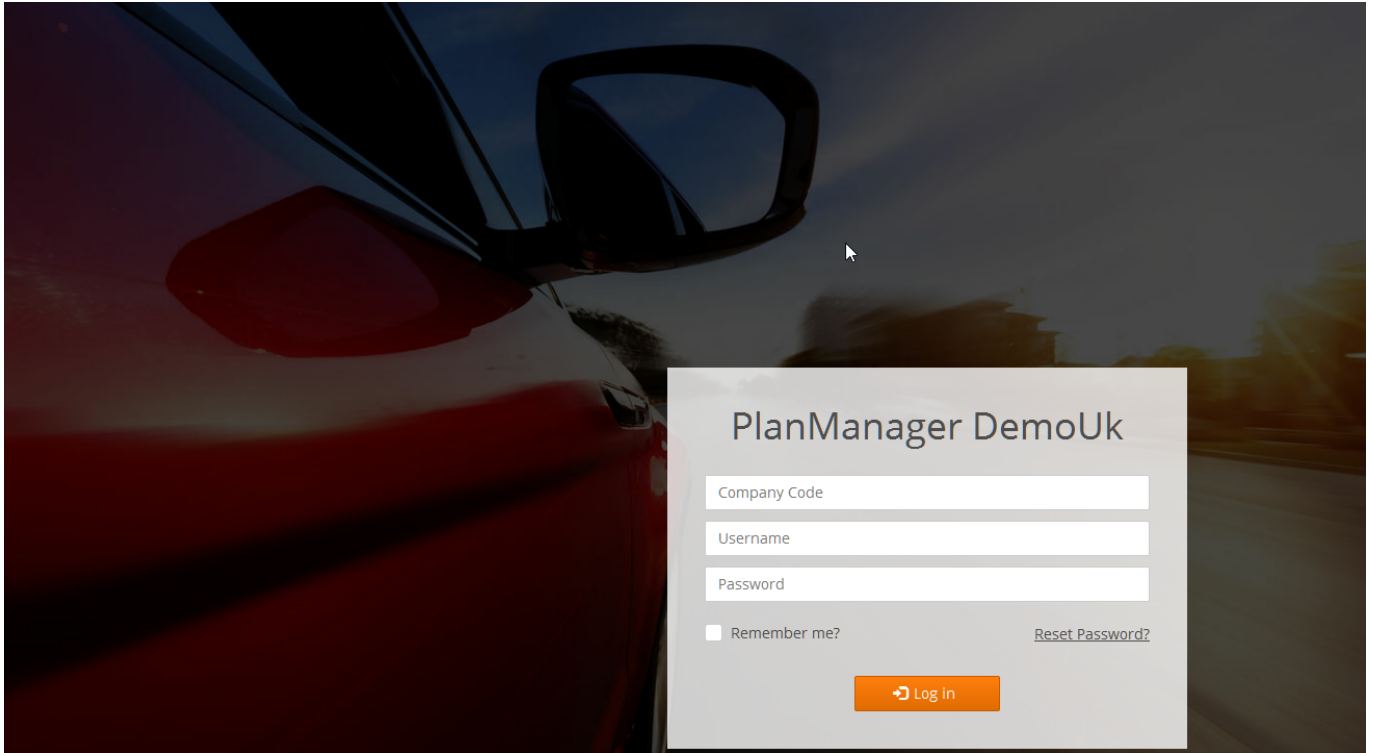 PlanManager DemoUk
Company Code
Username
Password
Remember me? Reset Password?
Log in